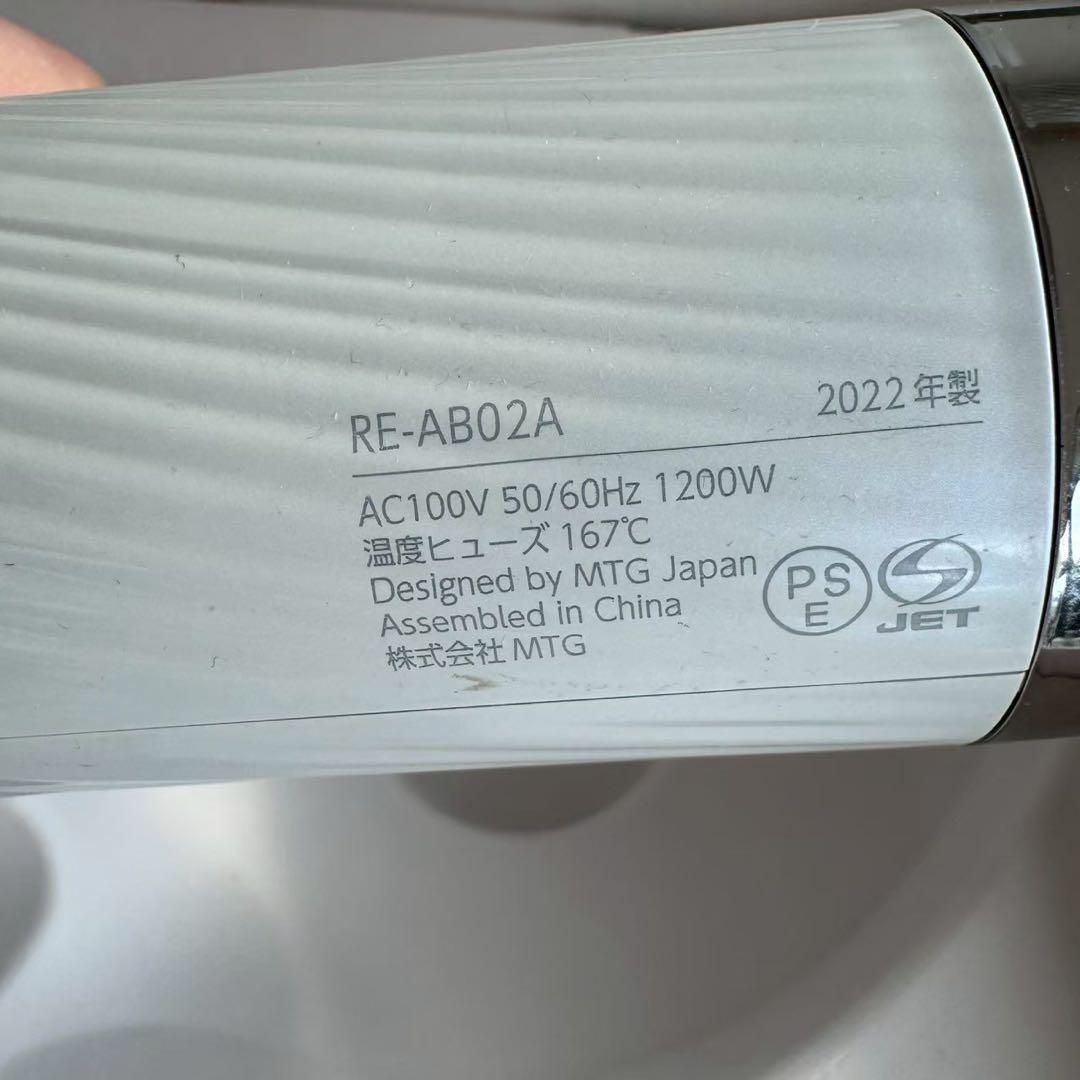 RE-AB02A 2022年製
AC100V 50/60Hz 1200W
温度ヒューズ 167℃
Designed by MTG Japan
Assembled in China
株式会社 MTG
PS
E
JET